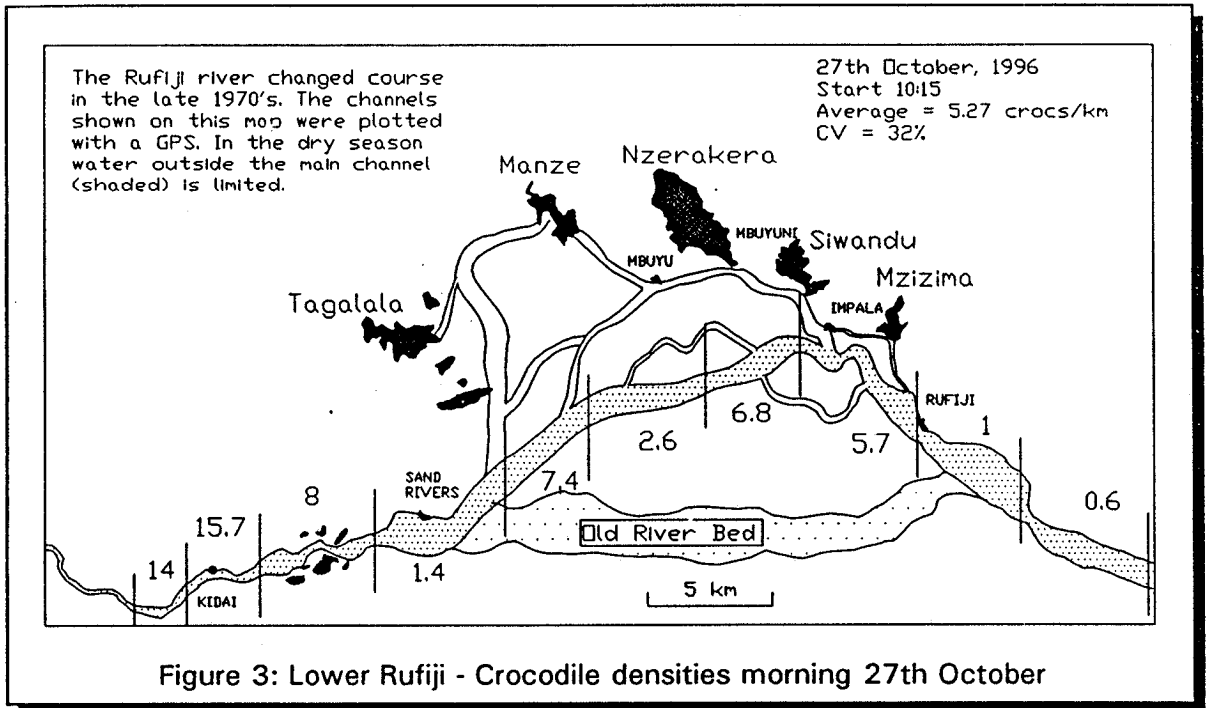 The Rufiji river changed course
in the late 1970's. The channels
shown on this map were plotted
with a GPS. In the dry season
water outside the main channel
(shaded) is limited.
27th October, 1996
Start 10:15
Average = 5.27 crocs/km
CV = 32%
Manze
Nzerakera
MBUYUNI
Siwandu
MBUYU
Mzizima
Tagalala
IMPALA
RUFIJI
6.8
1
2.6
5.7
SAND
RIVERS
7.4
8
0.6
15.7
Old River Bed
14
1.4
KIDAI
5 km
Figure 3: Lower Rufiji - Crocodile densities morning 27th October